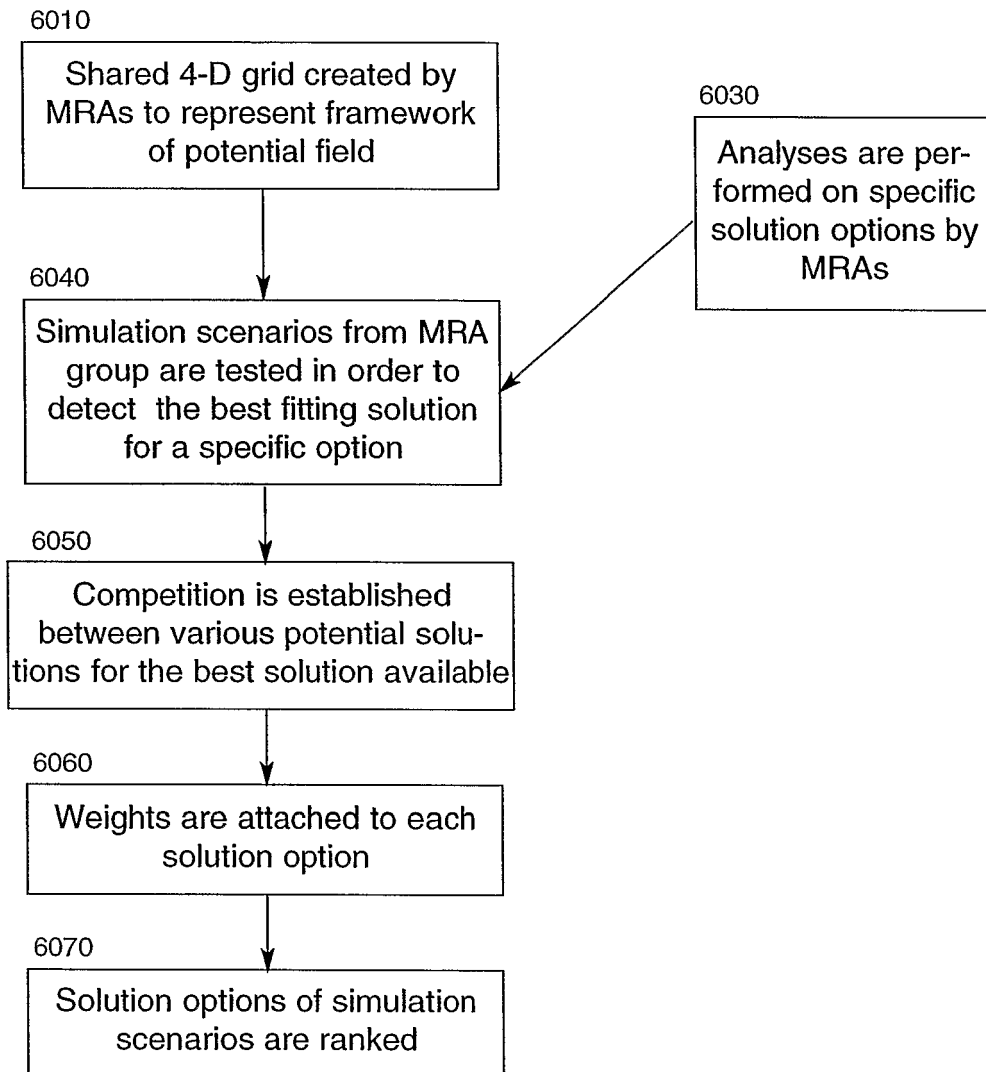 6010
Shared 4-D grid created by
MRAs to represent framework
of potential field
6030
Analyses are per-
formed on specific
solution options by
MRAs
6040
Simulation scenarios from MRA
group are tested in order to
detect the best fitting solution
for a specific option
6050
Competition is established
between various potential solu-
tions for the best solution available
6060
Weights are attached to each
solution option
6070
Solution options of simulation
scenarios are ranked